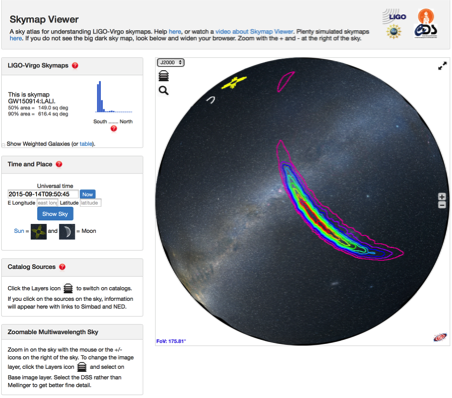 Skymap Viewer
A sky atlas for understanding LIGO-Virgo skymaps. Help here, or watch a video about Skymap Viewer. Plenty simulated skymaps
here. If you do not see the big dark sky map, look below and widen your browser. Zoom with the + and - at the right of the sky.
LIGO
LIGO-Virgo Skymaps ?
This is skymap
GW150914:LALI.
50% area = 149.0 sq deg
90% area = 616.4 sq deg
South ...... North
?
Show Weighted Galaxies (or table).
Time and Place ?
Universal time
2015-09-14T09:50:45 Now
E Longitude east long Latitude latitude
Show Sky
Sun = and = Moon
Catalog Sources ?
Click the Layers icon to switch on catalogs.
If you click on the sources on the sky, information
will appear here with links to Simbad and NED.
Zoomable Multiwavelength Sky
Zoom in on the sky with the mouse or the +/-
icons on the right of the sky. To change the image
layer, click the Layers icon and select on
Base image layer. Select the DSS rather than
Mellinger to get better fine detail.
J2000
+
-
FoV: 175.81°